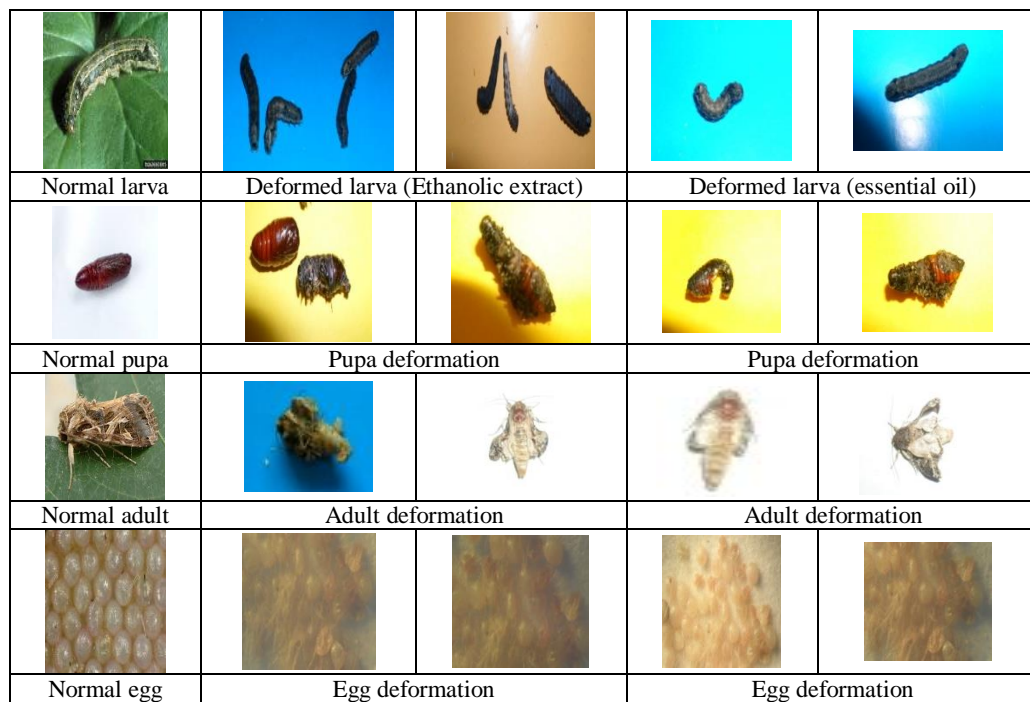 Normal larva
Deformed larva (Ethanolic extract)
Deformed larva (essential oil)
Normal pupa
Pupa deformation
Pupa deformation
Normal adult
Adult deformation
Adult deformation
Normal egg
Egg deformation
Egg deformation